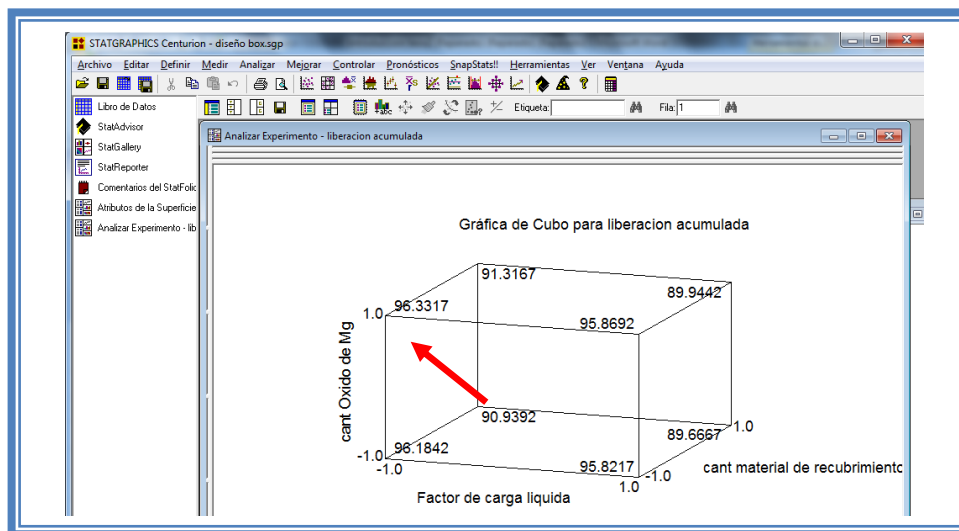 STATGRAPHICS Centurion - diseño box.sgp
Archivo Editar Definir Medir Analizar Mejorar Controlar Pronósticos SnapStats!! Herramientas Ver Ventana Ayuda
Etiqueta: Fila: 1
Libro de Datos
StatAdvisor
StatGallery
StatReporter
Comentarios del StatFolio
Atributos de la Superficie
Analizar Experimento - lib
Analizar Experimento - liberacion acumulada
Gráfica de Cubo para liberacion acumulada
91.3167
89.9442
1.0 96.3317
95.8692
cant Oxido de Mg
90.9392
89.6667 1.0
-1.0 96.1842
95.8217
-1.0
1.0 -1.0
cant material de recubrimiento
Factor de carga liquida